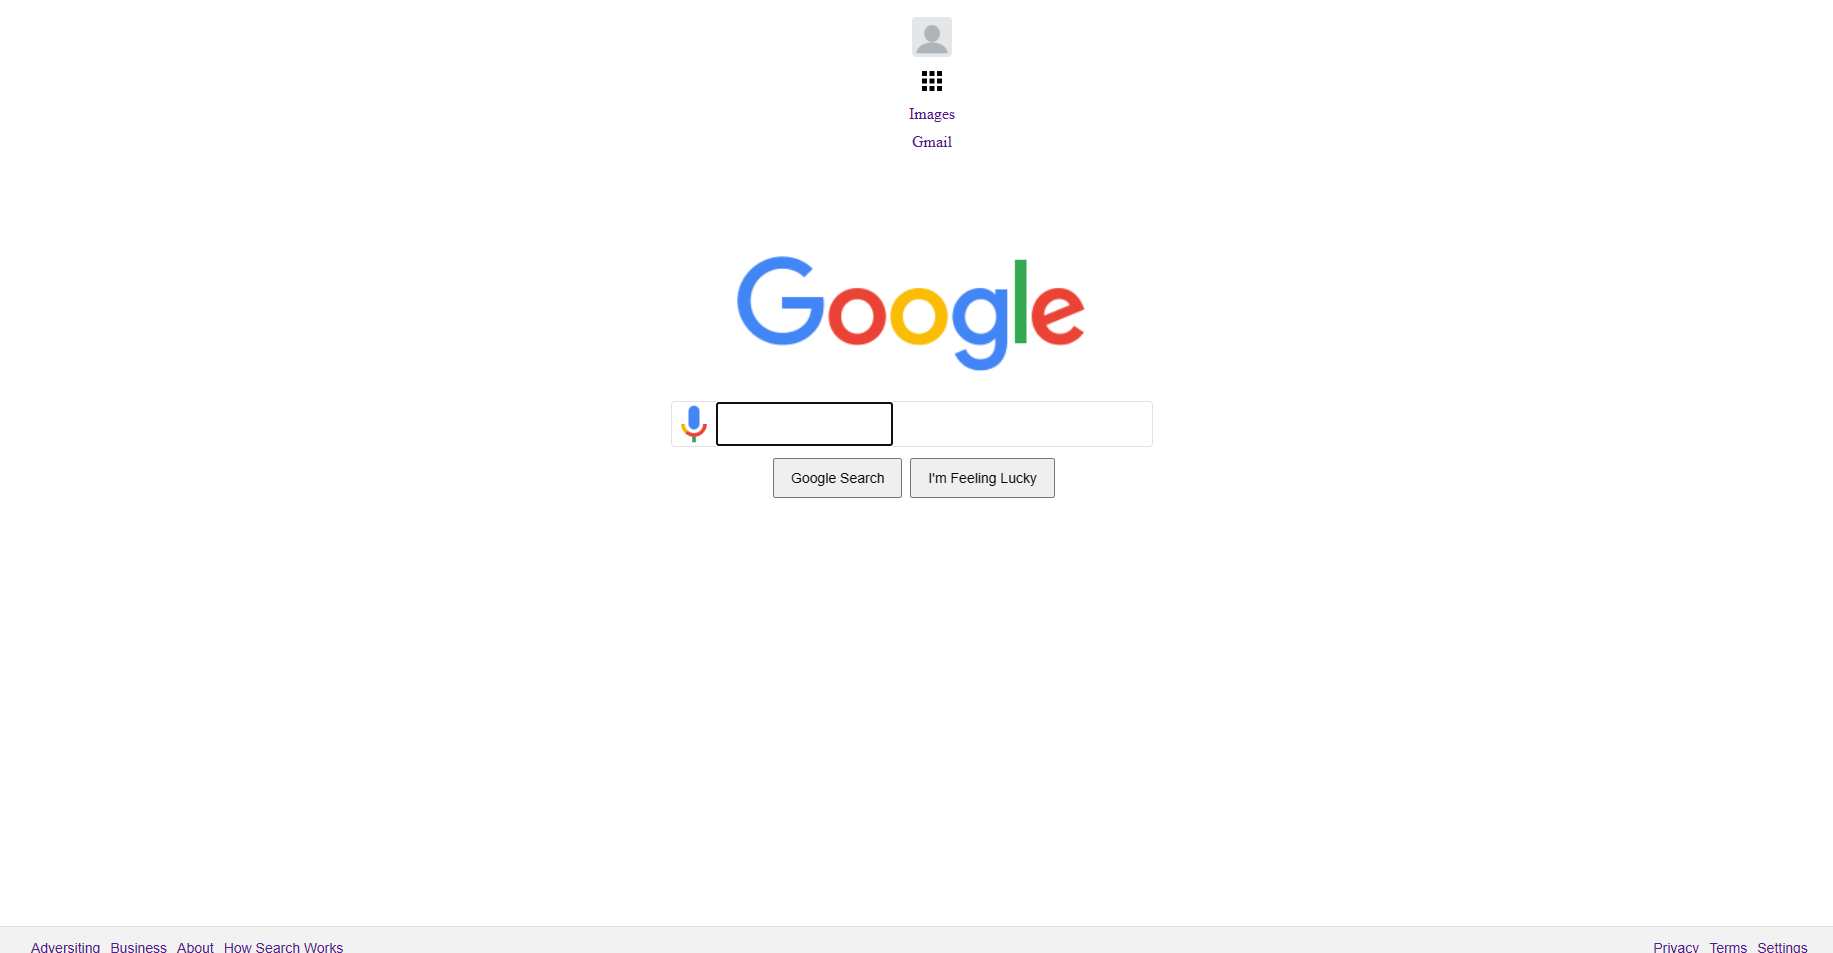 Images
Gmail
Google
Google Search I'm Feeling Lucky
Adversiting Business About How Search Works Privacy Terms Settings